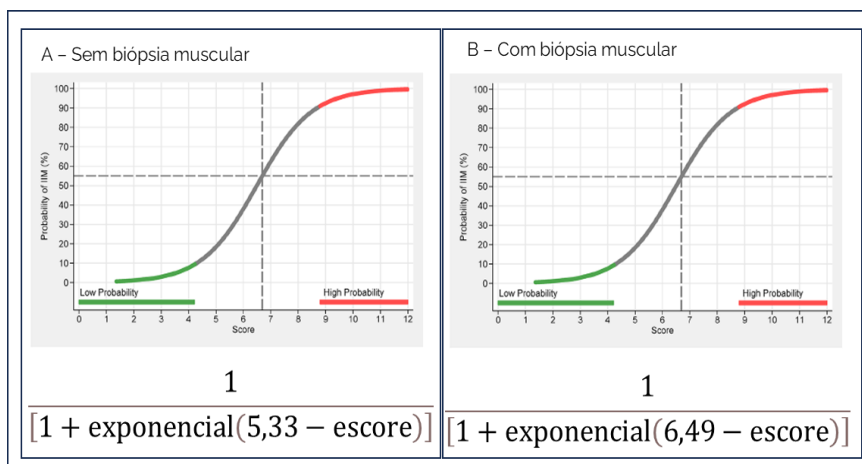 A – Sem biópsia muscular
100
90
80
70
60
50
40
30
20
10
0
Probability of IIM (%)
Low Probability
High Probability
0 1 2 3 4 5 6 7 8 9 10 11 12
Score
1
[1 + exponencial(5,33 − escore)]
B – Com biópsia muscular
100
90
80
70
60
50
40
30
20
10
0
Probability of IIM (%)
Low Probability
High Probability
0 1 2 3 4 5 6 7 8 9 10 11 12
Score
1
[1 + exponencial(6,49 − escore)]